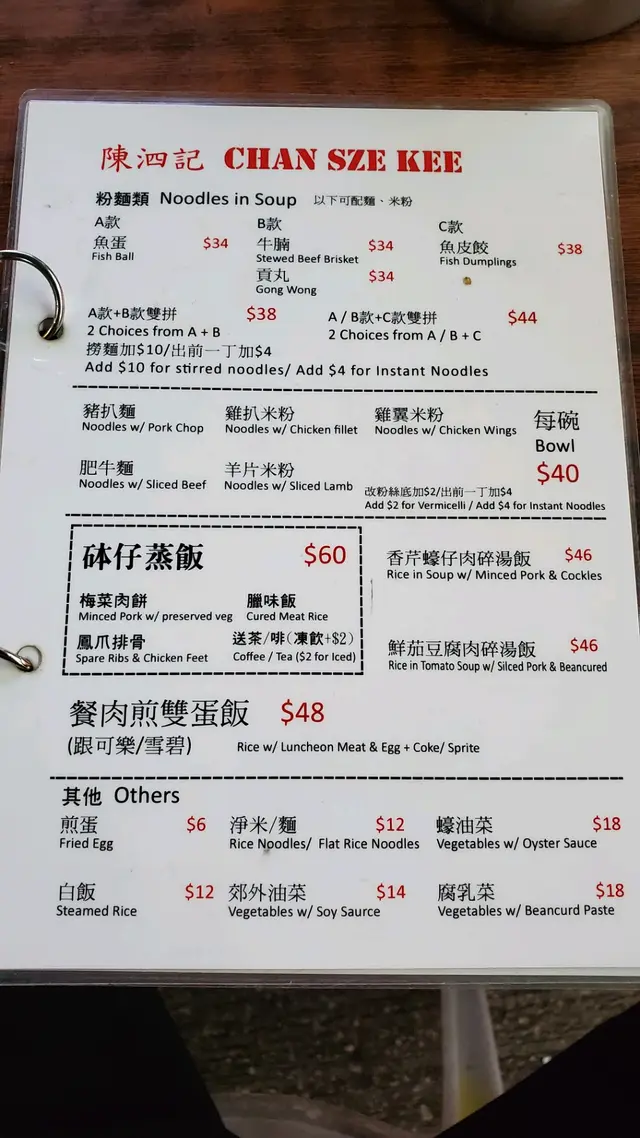 陳泗記 CHAN SZE KEE
粉麵類 Noodles in Soup 以下可配麵、米粉
A款 B款 C款
魚蛋 $34 牛腩 $34 魚皮餃 $38
Fish Ball Stewed Beef Brisket Fish Dumplings
貢丸 $34
Gong Wong
A款+B款雙拼 $38 A / B款+C款雙拼 $44
2 Choices from A + B 2 Choices from A / B + C
撈麵加$10/出前一丁加$4
Add $10 for stirred noodles/ Add $4 for Instant Noodles
豬扒麵 雞扒米粉 雞翼米粉 每碗
Noodles w/ Pork Chop Noodles w/ Chicken fillet Noodles w/ Chicken Wings Bowl
肥牛麵 羊片米粉 $40
Noodles w/ Sliced Beef Noodles w/ Sliced Lamb
改粉絲底加$2/出前一丁加$4
Add $2 for Vermicelli / Add $4 for Instant Noodles
砵仔蒸飯 $60
梅菜肉餅 臘味飯
Minced Pork w/ preserved veg Cured Meat Rice
鳳爪排骨 送茶/啡(凍飲+$2)
Spare Ribs & Chicken Feet Coffee / Tea ($2 for Iced)
香芹蠔仔肉碎湯飯 $46
Rice in Soup w/ Minced Pork & Cockles
鮮茄豆腐肉碎湯飯 $46
Rice in Tomato Soup w/ Silced Pork & Beancured
餐肉煎雙蛋飯 $48
(跟可樂/雪碧) Rice w/ Luncheon Meat & Egg + Coke/ Sprite
其他 Others
煎蛋 $6 淨米/麵 $12 蠔油菜 $18
Fried Egg Rice Noodles/ Flat Rice Noodles Vegetables w/ Oyster Sauce
白飯 $12 郊外油菜 $14 腐乳菜 $18
Steamed Rice Vegetables w/ Soy Saurce Vegetables w/ Beancurd Paste